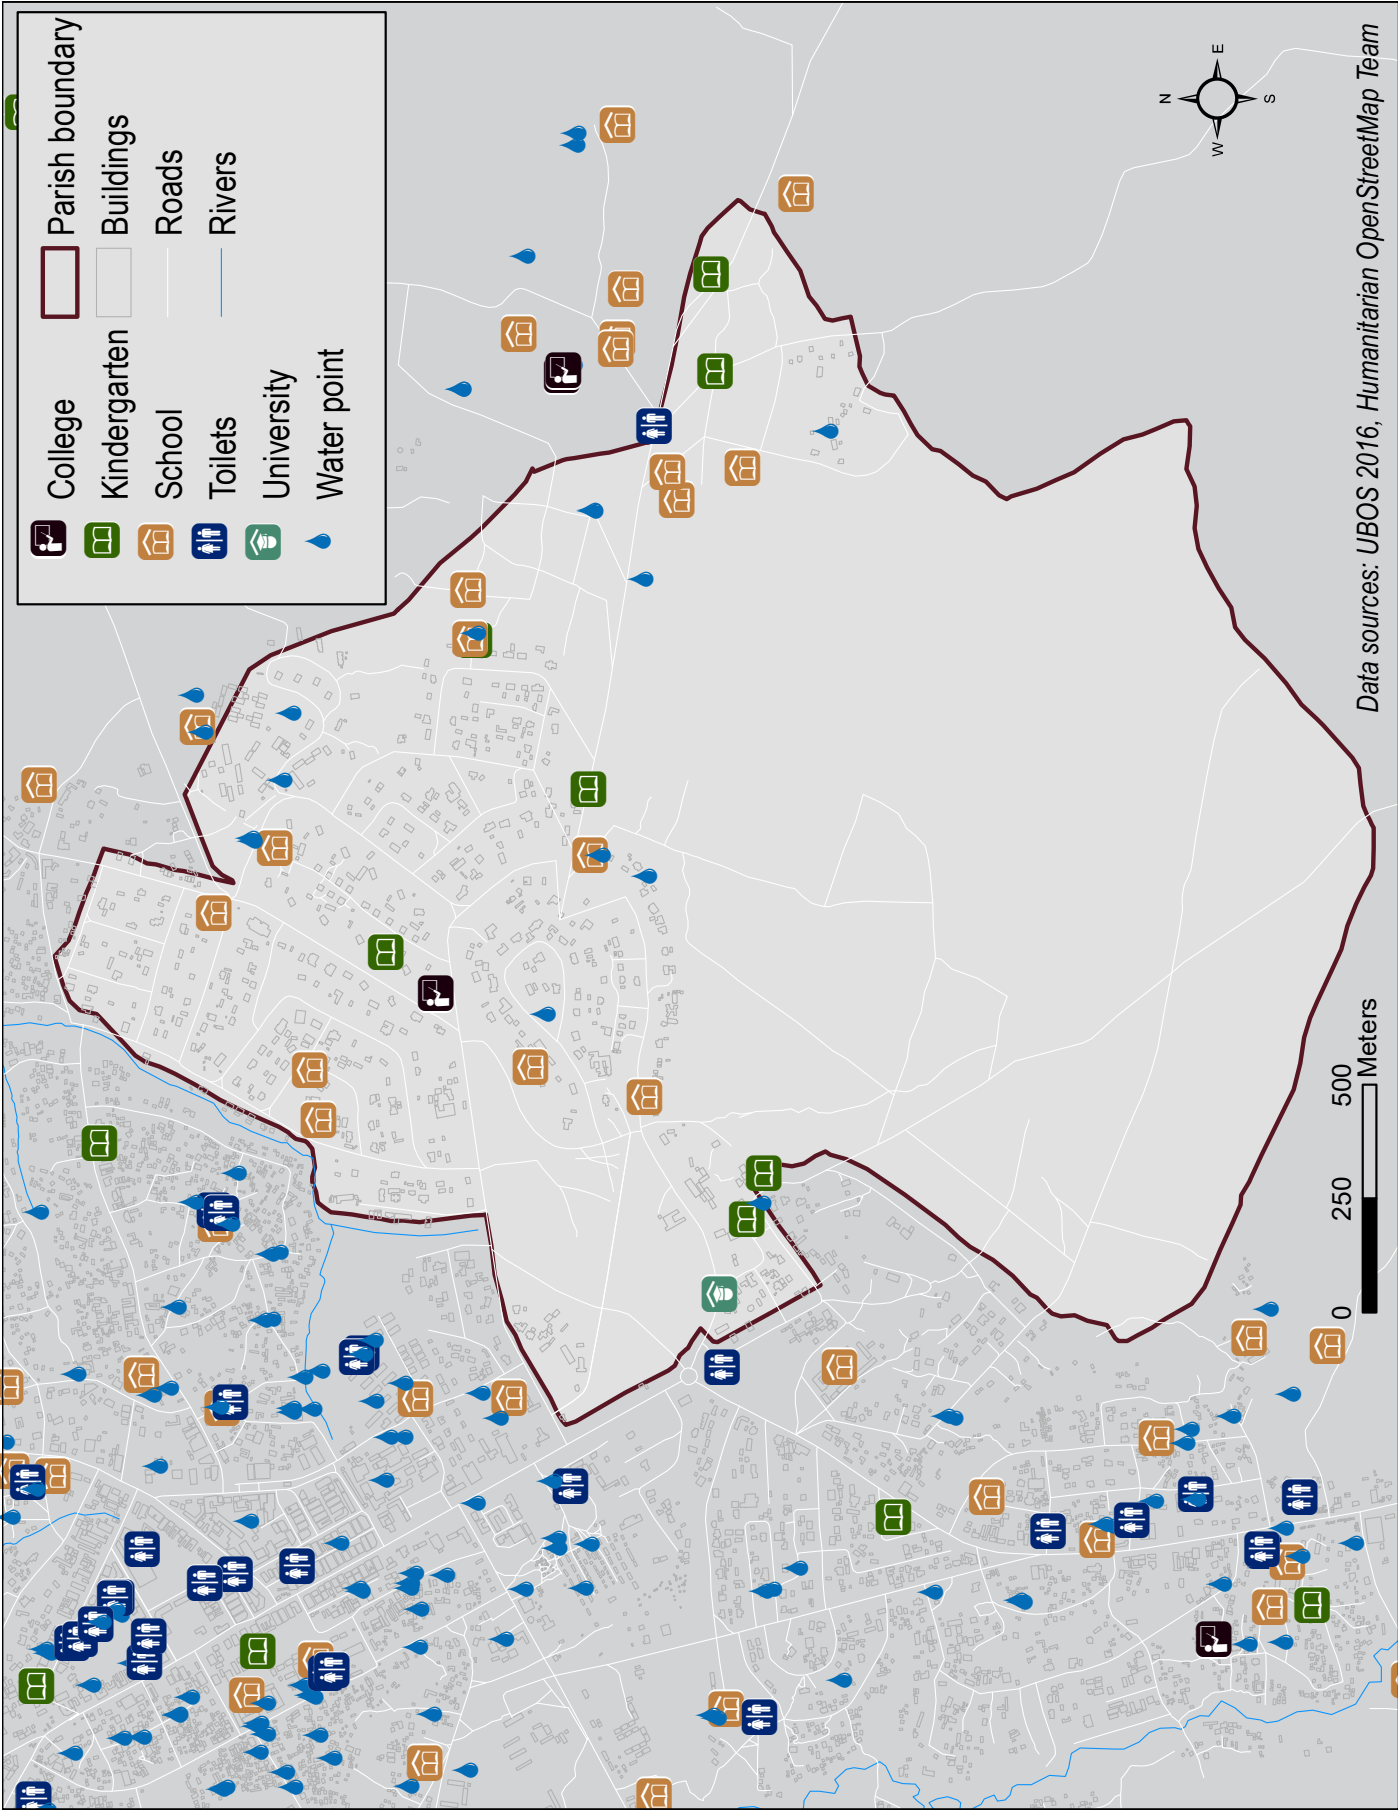 College
Kindergarten
School
Toilets
University
Water point
Parish boundary
Buildings
Roads
Rivers
N
E
S
W
0 250 500
Meters
Data sources: UBOS 2016, Humanitarian OpenStreetMap Team